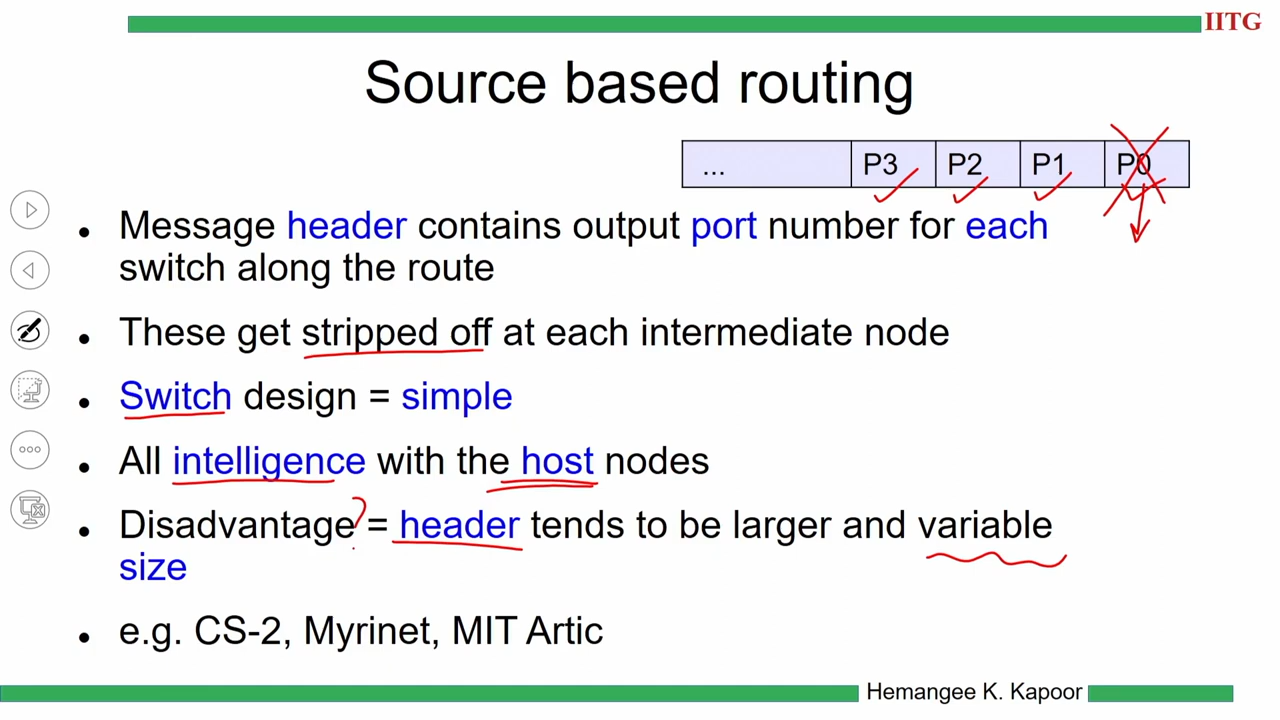 IITG
Source based routing
... P3 P2 P1 P0
• Message header contains output port number for each
switch along the route
• These get stripped off at each intermediate node
• Switch design = simple
• All intelligence with the host nodes
• Disadvantage ? = header tends to be larger and variable
size
• e.g. CS-2, Myrinet, MIT Artic
Hemangee K. Kapoor